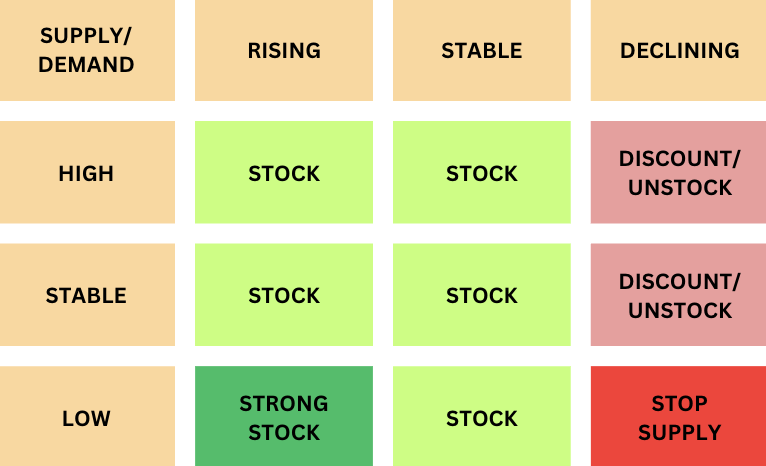 SUPPLY/
DEMAND
RISING
STABLE
DECLINING
HIGH
STOCK
STOCK
DISCOUNT/
UNSTOCK
STABLE
STOCK
STOCK
DISCOUNT/
UNSTOCK
LOW
STRONG
STOCK
STOCK
STOP
SUPPLY